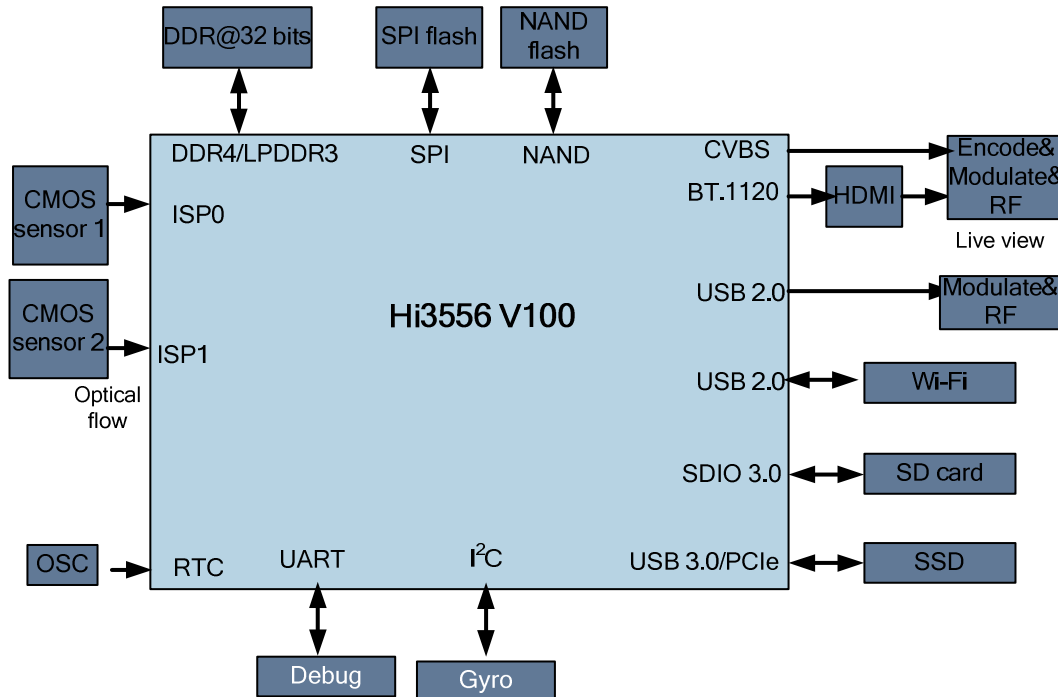 DDR@32 bits
SPI flash
NAND
flash
DDR4/LPDDR3
SPI
NAND
CVBS
Encode&
Modulate&
RF
BT.1120
HDMI
Live view
CMOS
sensor 1
ISP0
CMOS
sensor 2
ISP1
Optical
flow
Hi3556 V100
USB 2.0
Modulate&
RF
USB 2.0
Wi-Fi
SDIO 3.0
SD card
OSC
RTC
UART
I²C
USB 3.0/PCIe
SSD
Debug
Gyro